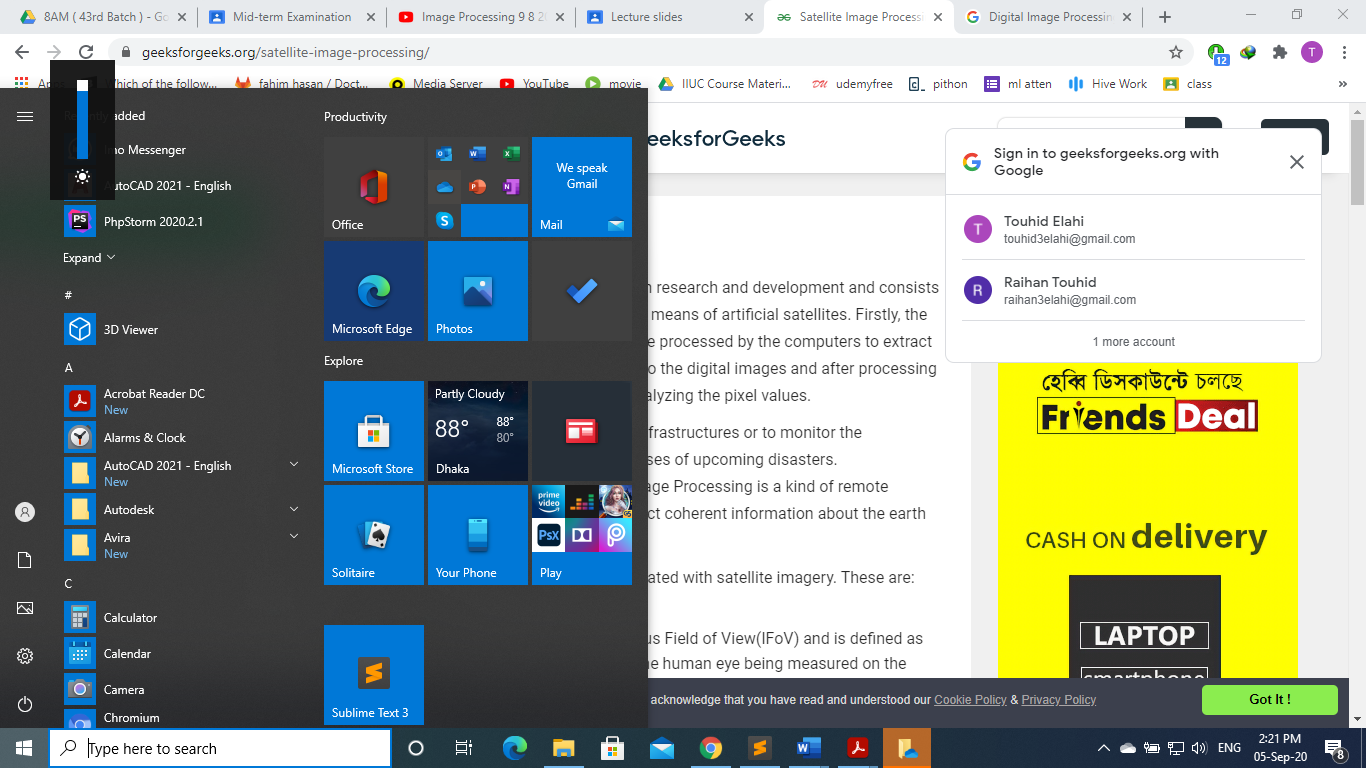 8AM ( 43rd Batch ) - Go
Mid-term Examination
Image Processing 9 8 2
Lecture slides
Satellite Image Process
Digital Image Processin
geeksforgeeks.org/satellite-image-processing/
12
T
Which of the follow...
fahim hasan / Doct...
Media Server
YouTube
movie
IIUC Course Materi...
udemyfree
pithon
ml atten
Hive Work
class
added
Imo Messenger
AutoCAD 2021 - English
PhpStorm 2020.2.1
Expand
#
3D Viewer
A
Acrobat Reader DC
New
Alarms & Clock
AutoCAD 2021 - English
New
Autodesk
Avira
New
C
Calculator
Calendar
Camera
Chromium
Productivity
Office
We speak
Gmail
Mail
Microsoft Edge
Photos
Explore
Microsoft Store
Partly Cloudy
88° 88°
80°
Dhaka
Solitaire
Your Phone
prime
video
PsX
Play
Sublime Text 3
eeksforGeeks
research and development and consists
means of artificial satellites. Firstly, the
e processed by the computers to extract
o the digital images and after processing
alyzing the pixel values.
frastructures or to monitor the
ses of upcoming disasters.
age Processing is a kind of remote
ct coherent information about the earth
ated with satellite imagery. These are:
us Field of View(IFoV) and is defined as
e human eye being measured on the
Sign in to geeksforgeeks.org with
Google
T
Touhid Elahi
touhid3elahi@gmail.com
R
Raihan Touhid
raihan3elahi@gmail.com
1 more account
হেব্বি ডিসকাউন্টে চলছে
Friends Deal
CASH ON delivery
LAPTOP
smartphone
acknowledge that you have read and understood our Cookie Policy & Privacy Policy
Got It !
Type here to search
ENG
2:21 PM
05-Sep-20
8